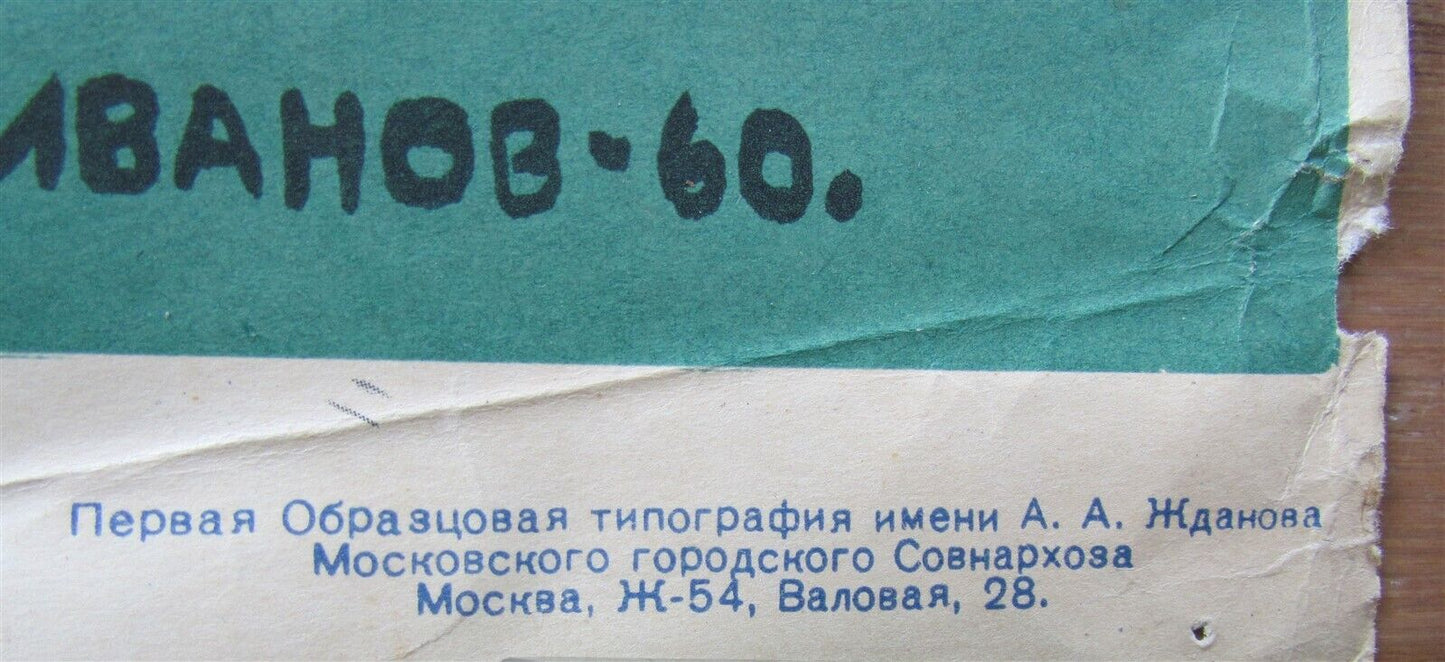 ИВАНОВ-60.
Первая Образцовая типография имени А. А. Жданова
Московского городского Совнархоза
Москва, Ж-54, Валовая, 28.